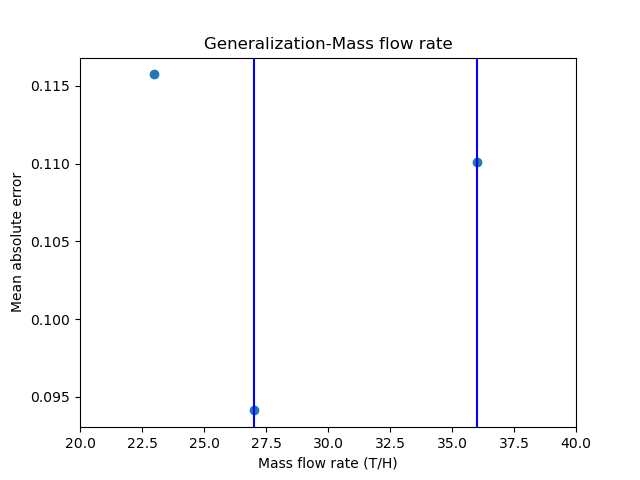 Generalization-Mass flow rate
0.115
0.110
0.105
0.100
0.095
Mean absolute error
20.0 22.5 25.0 27.5 30.0 32.5 35.0 37.5 40.0
Mass flow rate (T/H)